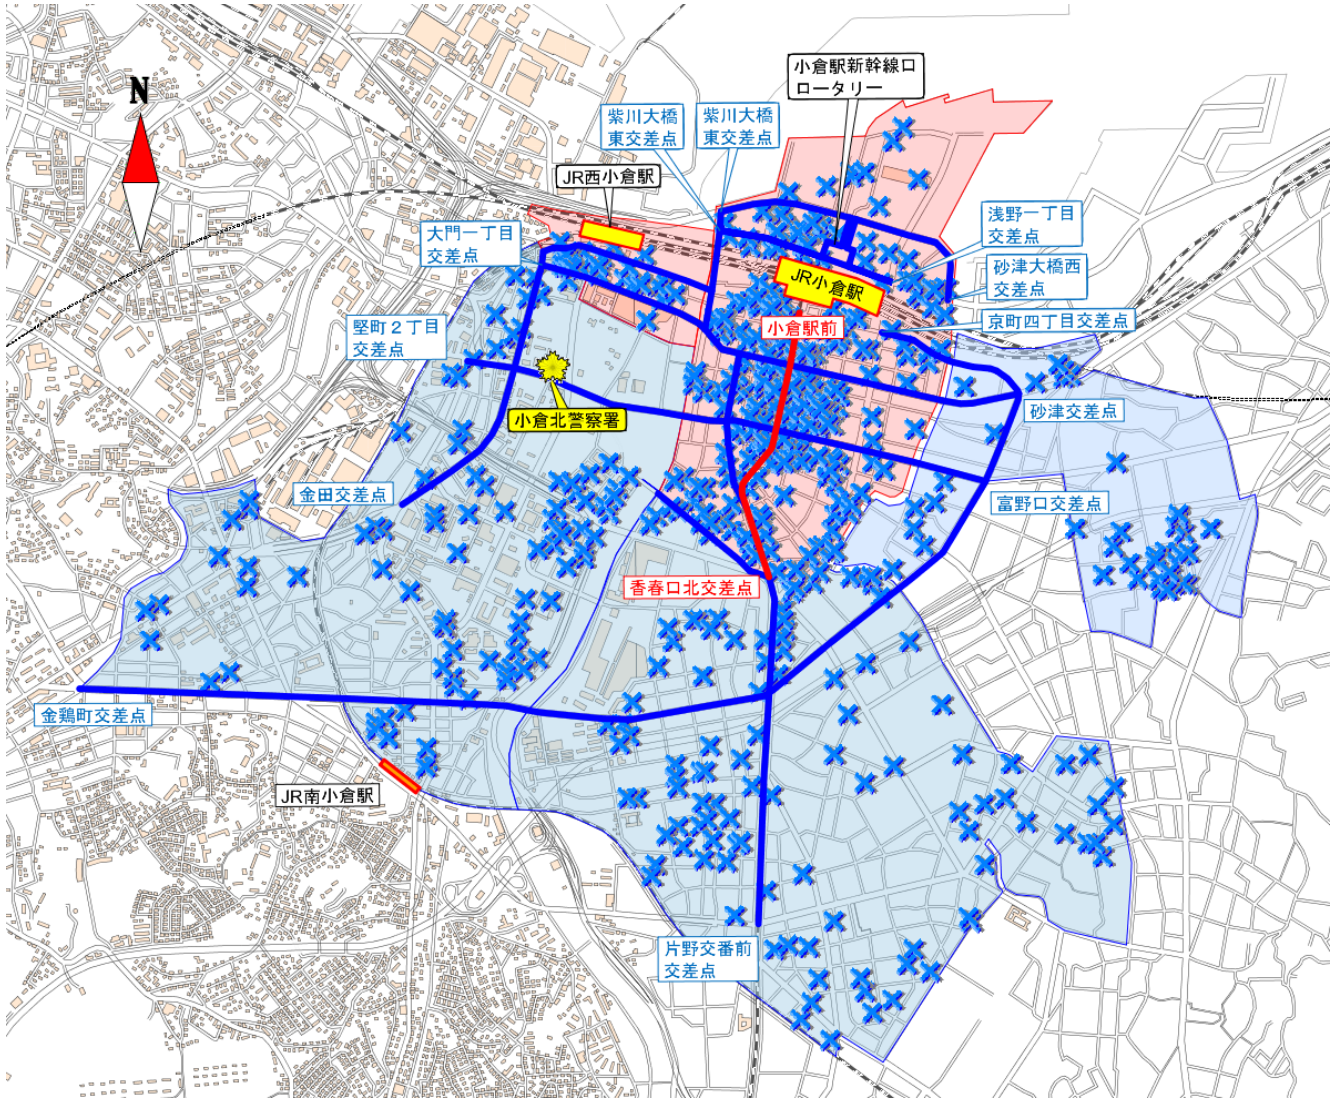 小倉駅新幹線口
ロータリー
N
紫川大橋
東交差点
紫川大橋
東交差点
JR西小倉駅
浅野一丁目
交差点
大門一丁目
交差点
砂津大橋西
交差点
JR小倉駅
小倉駅前
京町四丁目交差点
竪町２丁目
交差点
小倉北警察署
砂津交差点
金田交差点
富野口交差点
香春口北交差点
金鶏町交差点
JR南小倉駅
片野交番前
交差点